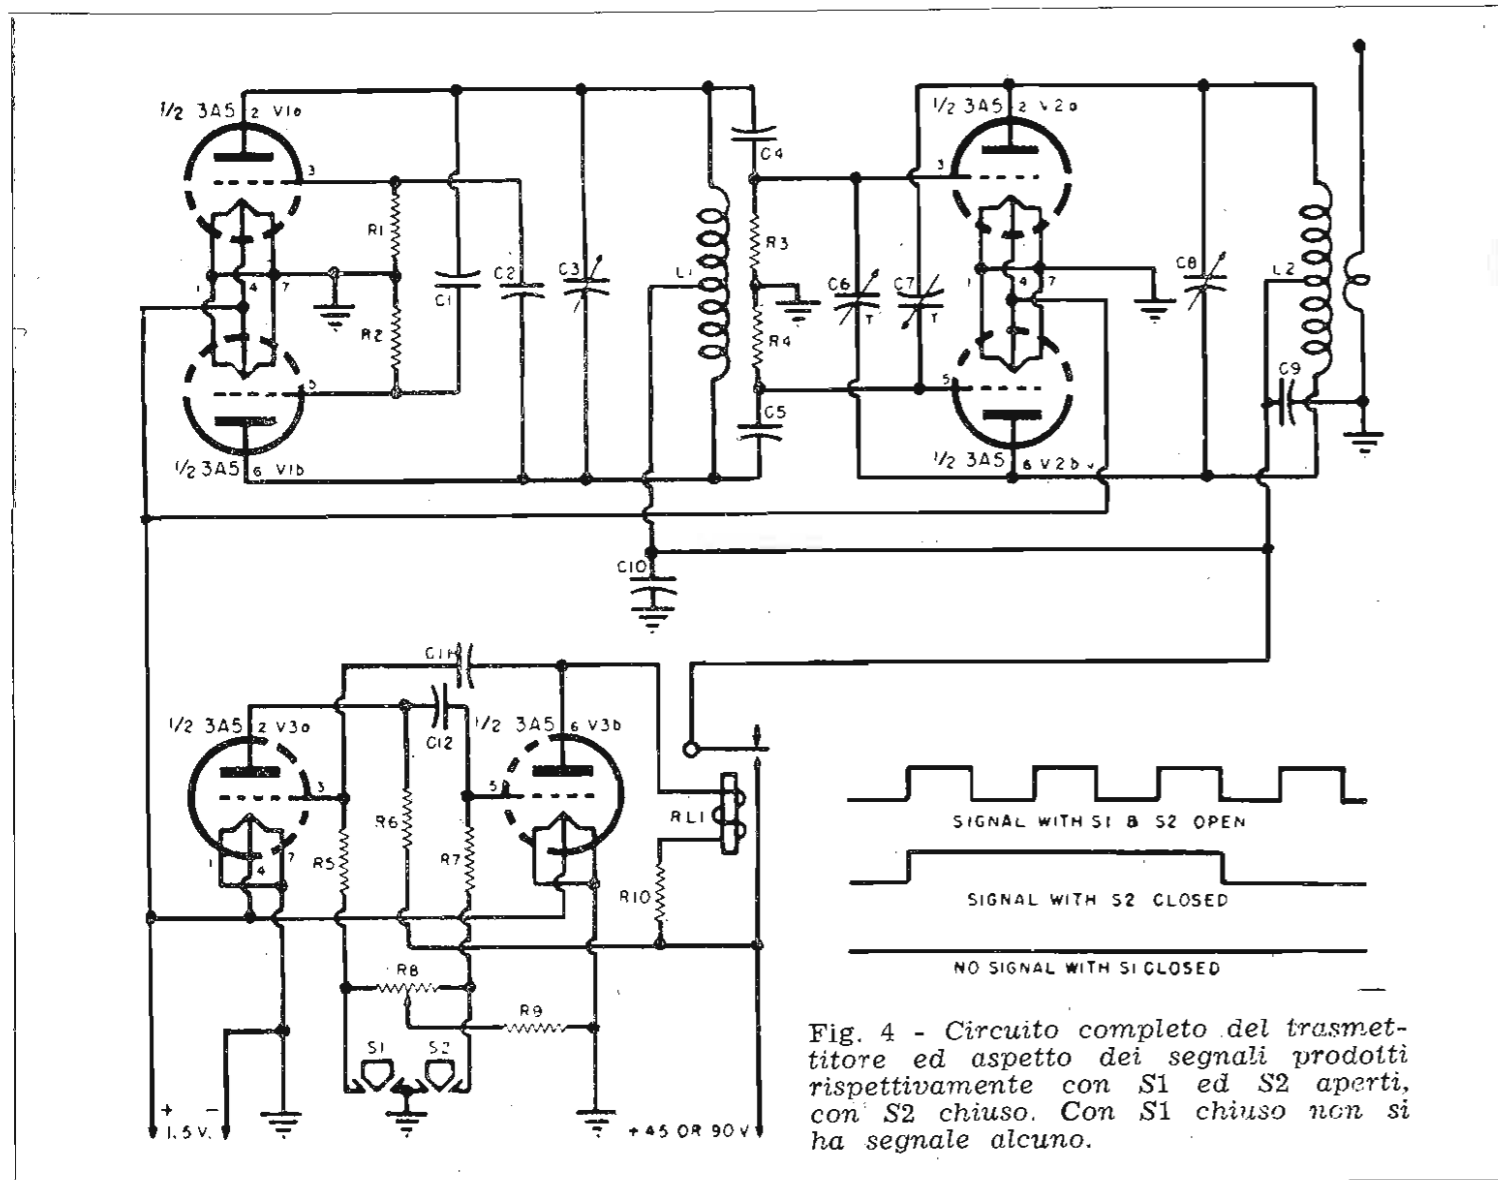 1/2 3A5 2 V1a
3
R1
1 4 7
R2
5
1/2 3A5 6 V1b
C1
C2
C3
L1
C4
R3
R4
C5
C6
T
C7
T
1/2 3A5 2 V2a
3
1 4 7
5
1/2 3A5 6 V2b
C8
L2
C9
C10
C11
C12
1/2 3A5 2 V3a
3
1 4 7
R5
R6
R7
1/2 3A5 6 V3b
5
RL1
R10
R8
R9
S1 S2
+ -
1.5 V.
+45 OR 90 V
SIGNAL WITH S1 & S2 OPEN
SIGNAL WITH S2 CLOSED
NO SIGNAL WITH S1 CLOSED
Fig. 4 - Circuito completo del trasmet-
titore ed aspetto dei segnali prodotti
rispettivamente con S1 ed S2 aperti,
con S2 chiuso. Con S1 chiuso non si
ha segnale alcuno.